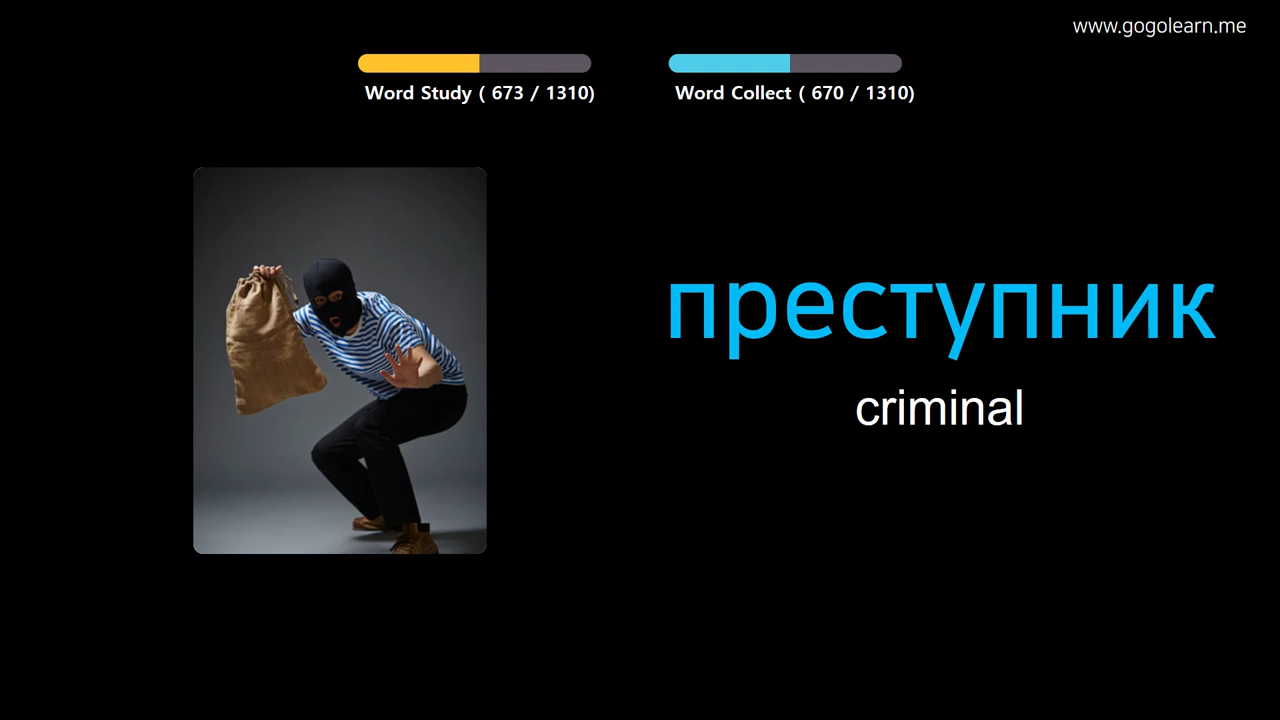 www.gogolearn.me
Word Study ( 673 / 1310)
Word Collect ( 670 / 1310)
преступник
criminal